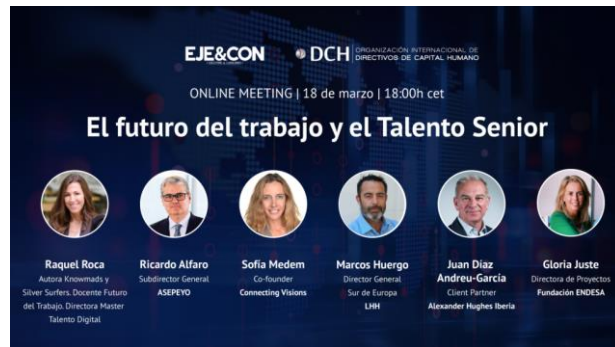 EJE&CON
DCH
ORGANIZACIÓN INTERNACIONAL DE
DIRECTIVOS DE CAPITAL HUMANO
ONLINE MEETING | 18 de marzo | 18:00h cet
El futuro del trabajo y el Talento Senior
Raquel Roca
Autora Knowmads y
Silver Surfers. Docente Futuro
del Trabajo. Directora Master
Talento Digital
Ricardo Alfaro
Subdirector General
ASEPEYO
Sofía Medem
Co-founder
Connecting Visions
Marcos Huergo
Director General
Sur de Europa
LHH
Juan Díaz
Andreu-García
Client Partner
Alexander Hughes Iberia
Gloria Juste
Directora de Proyectos
Fundación ENDESA